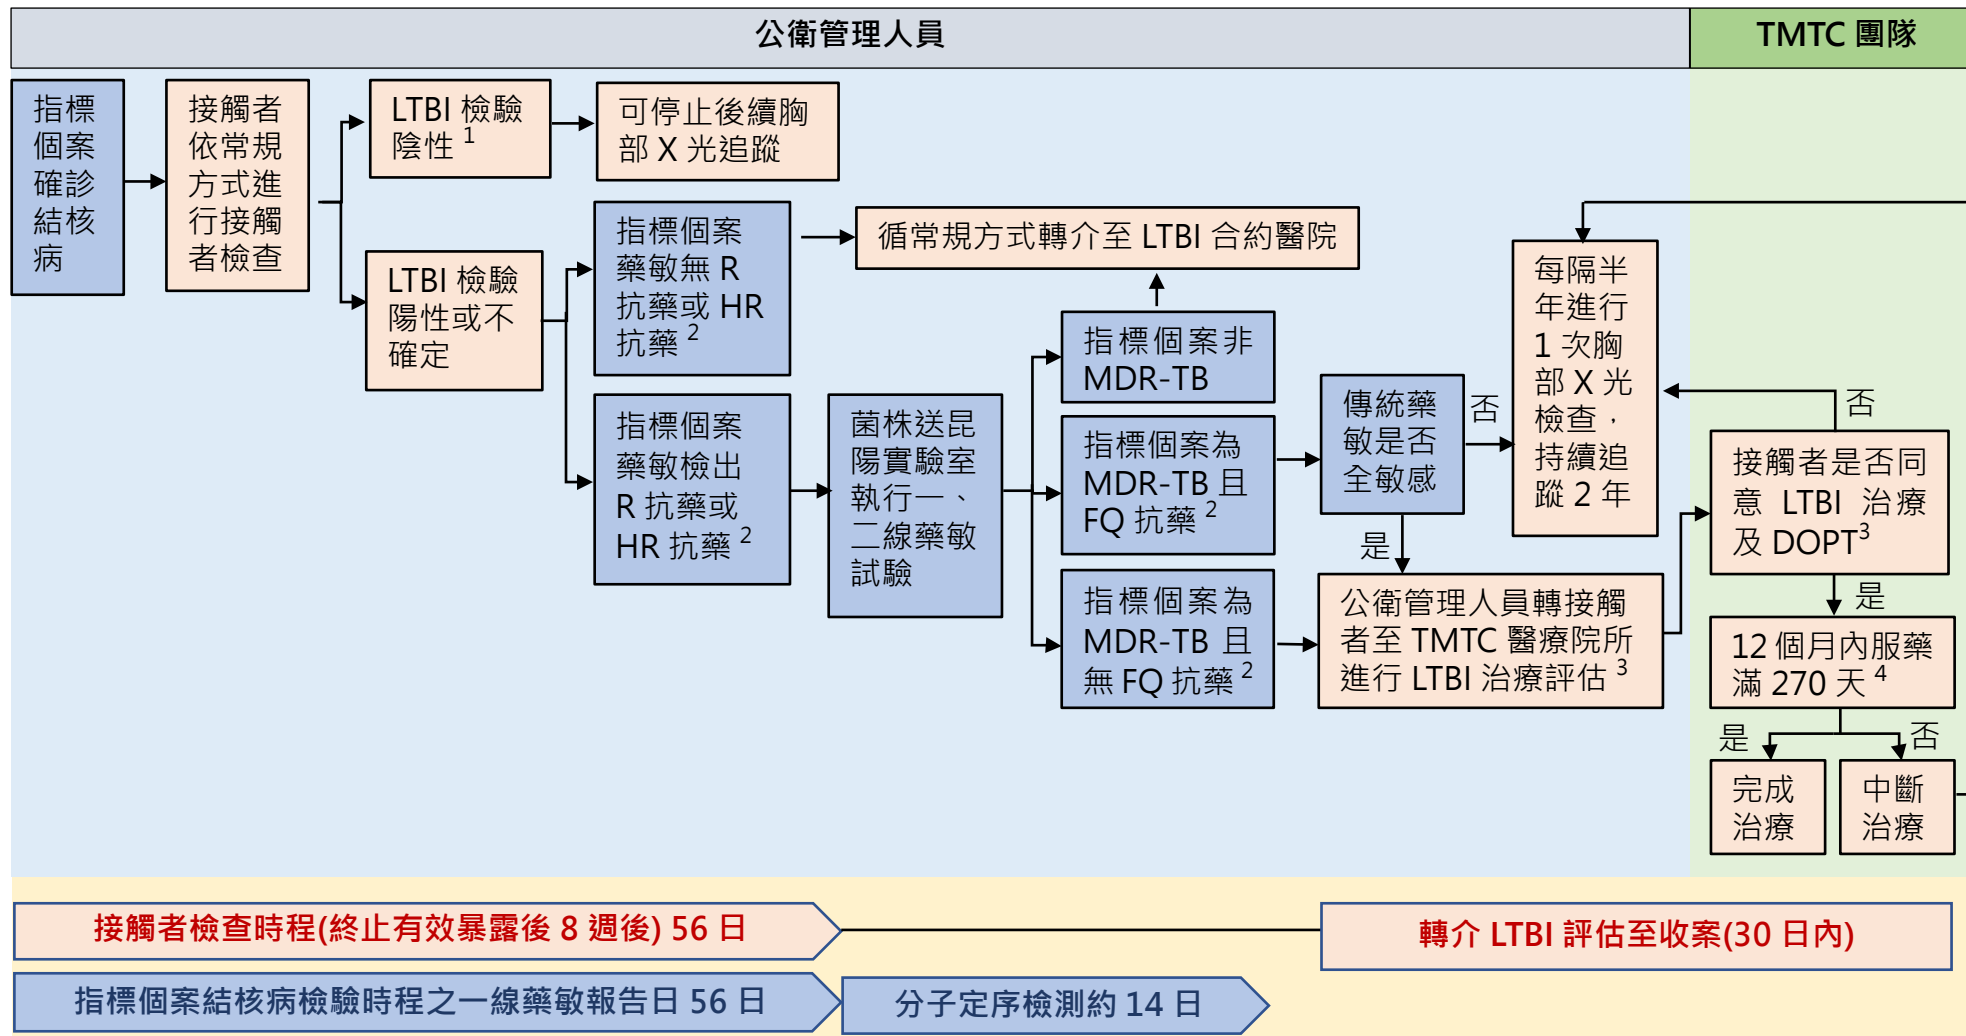 公衛管理人員
TMTC 團隊
指標
個案
確診
結核
病
接觸者
依常規
方式進
行接觸
者檢查
LTBI 檢驗
陰性 1
可停止後續胸
部 X 光追蹤
LTBI 檢驗
陽性或不
確定
指標個案
藥敏無 R
抗藥或 HR
抗藥 2
循常規方式轉介至 LTBI 合約醫院
指標個案
藥敏檢出
R 抗藥或
HR 抗藥 2
菌株送昆
陽實驗室
執行一、
二線藥敏
試驗
指標個案非
MDR-TB
指標個案為
MDR-TB 且
FQ 抗藥 2
指標個案為
MDR-TB 且
無 FQ 抗藥 2
傳統藥
敏是否
全敏感
否
是
每隔半
年進行
1 次胸
部 X 光
檢查，
持續追
蹤 2 年
公衛管理人員轉接觸
者至 TMTC 醫療院所
進行 LTBI 治療評估 3
否
接觸者是否同
意 LTBI 治療
及 DOPT3
是
12 個月內服藥
滿 270 天 4
是
否
完成
治療
中斷
治療
接觸者檢查時程(終止有效暴露後 8 週後) 56 日
轉介 LTBI 評估至收案(30 日內)
指標個案結核病檢驗時程之一線藥敏報告日 56 日
分子定序檢測約 14 日